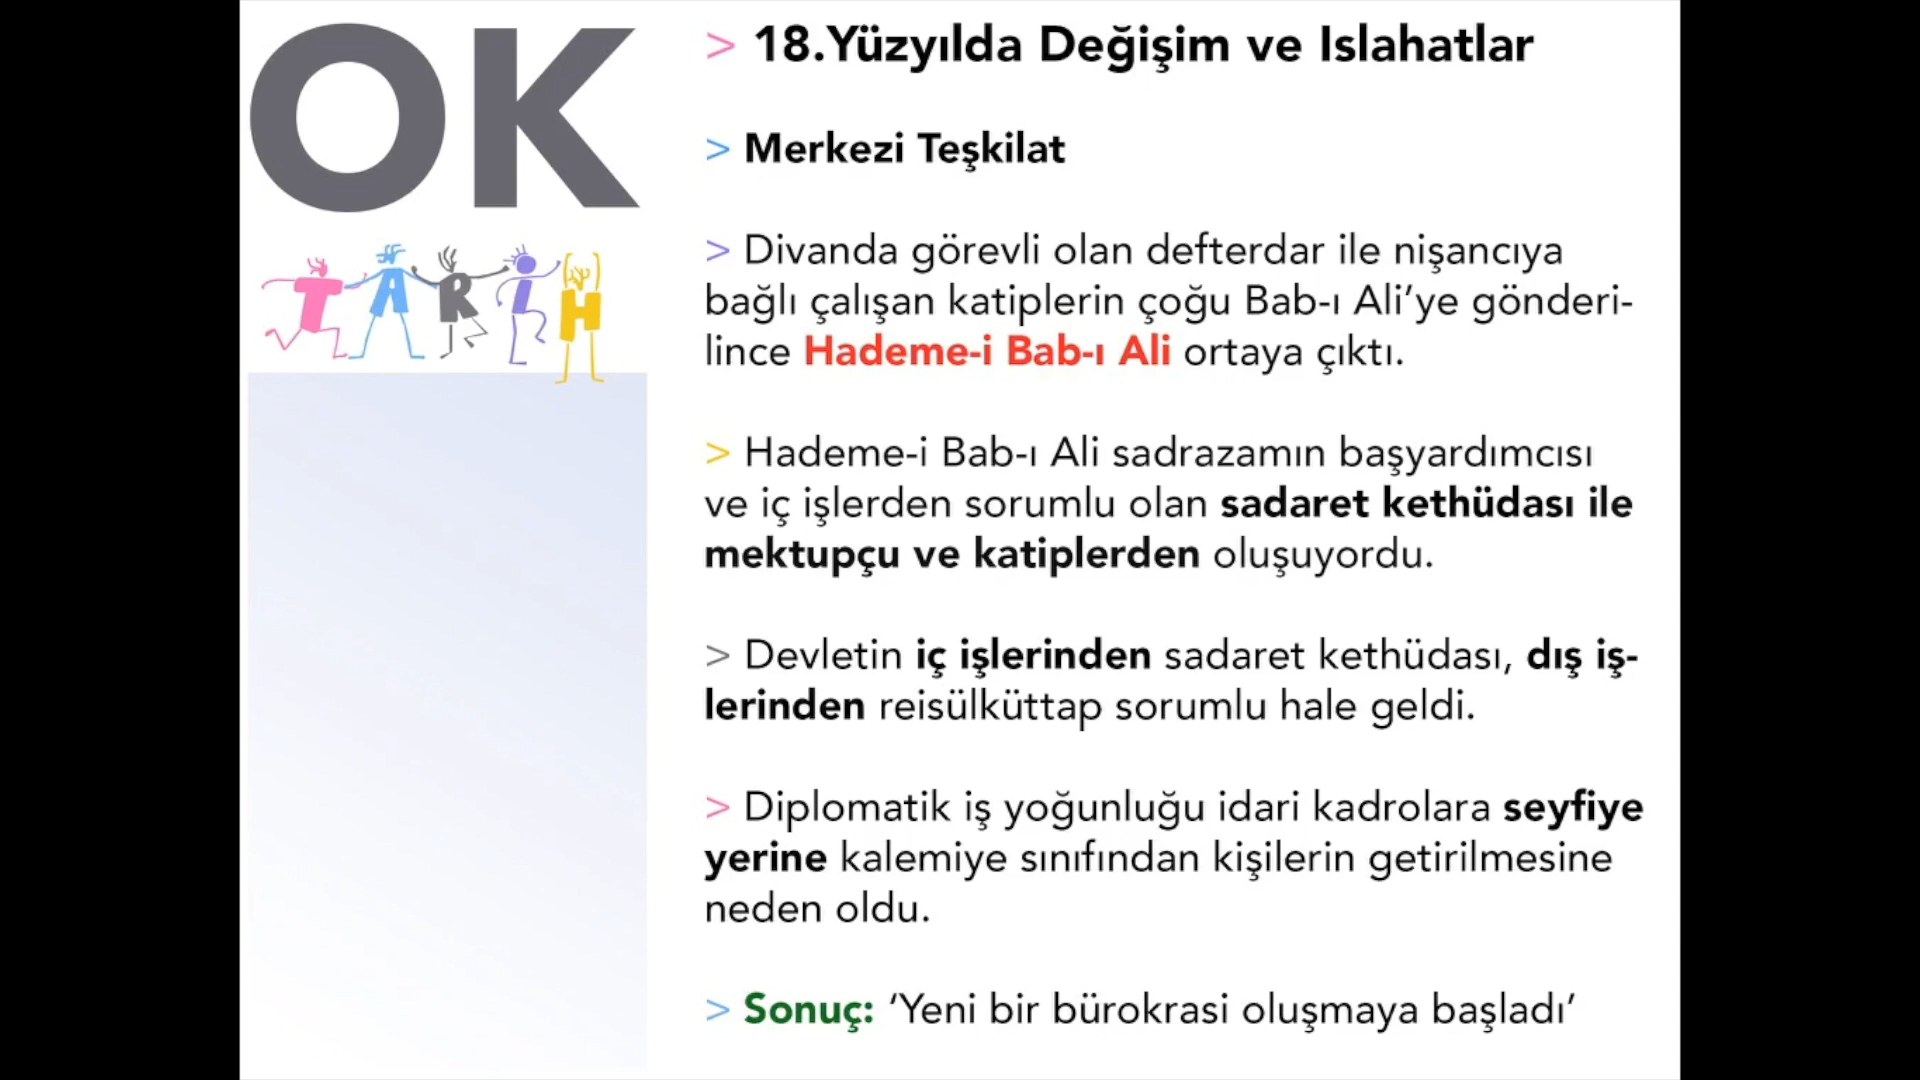 OK
TARİH
> 18.Yüzyılda Değişim ve Islahatlar
> Merkezi Teşkilat
> Divanda görevli olan defterdar ile nişancıya
bağlı çalışan katiplerin çoğu Bab-ı Ali’ye gönderi-
lince Hademe-i Bab-ı Ali ortaya çıktı.
> Hademe-i Bab-ı Ali sadrazamın başyardımcısı
ve iç işlerden sorumlu olan sadaret kethüdası ile
mektupçu ve katiplerden oluşuyordu.
> Devletin iç işlerinden sadaret kethüdası, dış iş-
lerinden reisülküttap sorumlu hale geldi.
> Diplomatik iş yoğunluğu idari kadrolara seyfiye
yerine kalemiye sınıfından kişilerin getirilmesine
neden oldu.
> Sonuç: ‘Yeni bir bürokrasi oluşmaya başladı’